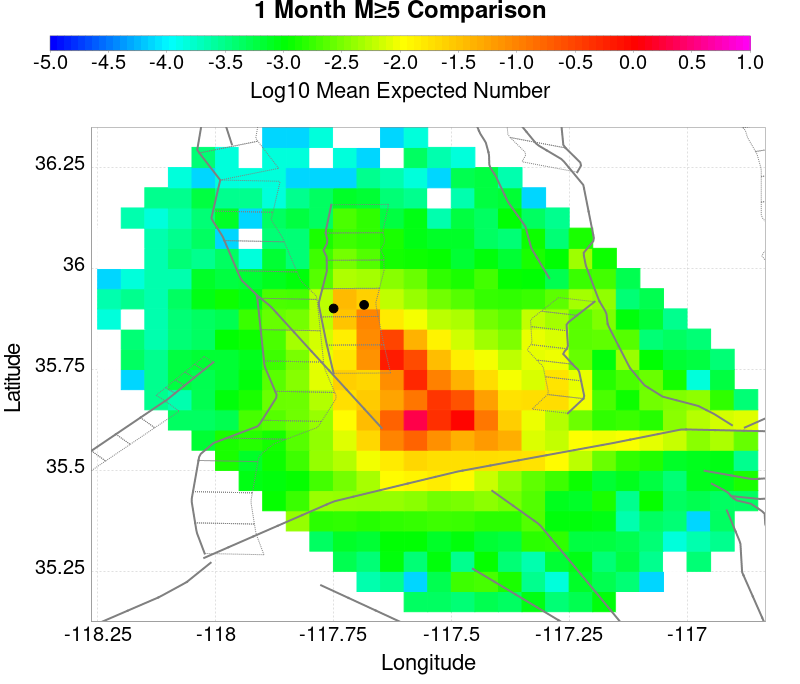 1 Month M≥5 Comparison
-5.0 -4.5 -4.0 -3.5 -3.0 -2.5 -2.0 -1.5 -1.0 -0.5 0.0 0.5 1.0
Log10 Mean Expected Number
Latitude
36.25
36
35.75
35.5
35.25
-118.25 -118 -117.75 -117.5 -117.25 -117
Longitude